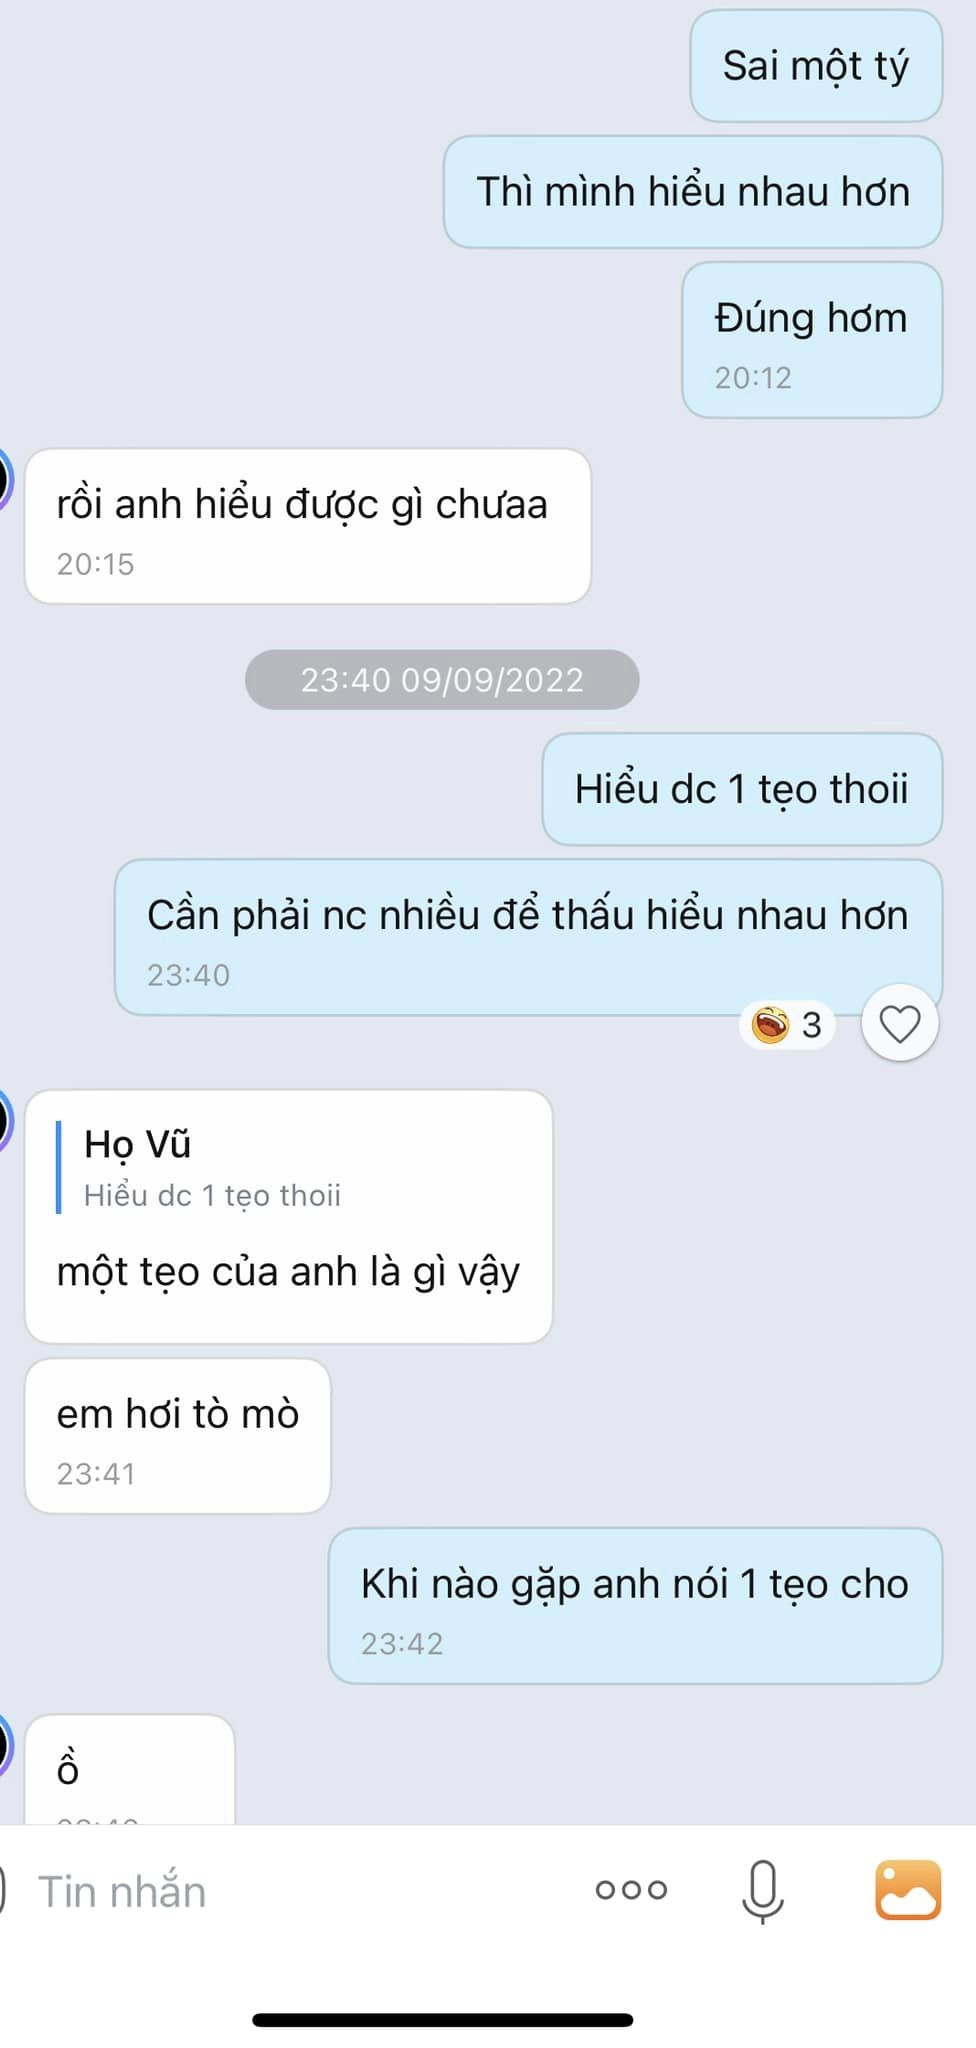 Sai một tý
Thì mình hiểu nhau hơn
Đúng hơm
20:12
rồi anh hiểu được gì chưaa
20:15
23:40 09/09/2022
Hiểu dc 1 tẹo thoii
Cần phải nc nhiều để thấu hiểu nhau hơn
23:40
3
Họ Vũ
Hiểu dc 1 tẹo thoii
một tẹo của anh là gì vậy
em hơi tò mò
23:41
Khi nào gặp anh nói 1 tẹo cho
23:42
ồ
Tin nhắn